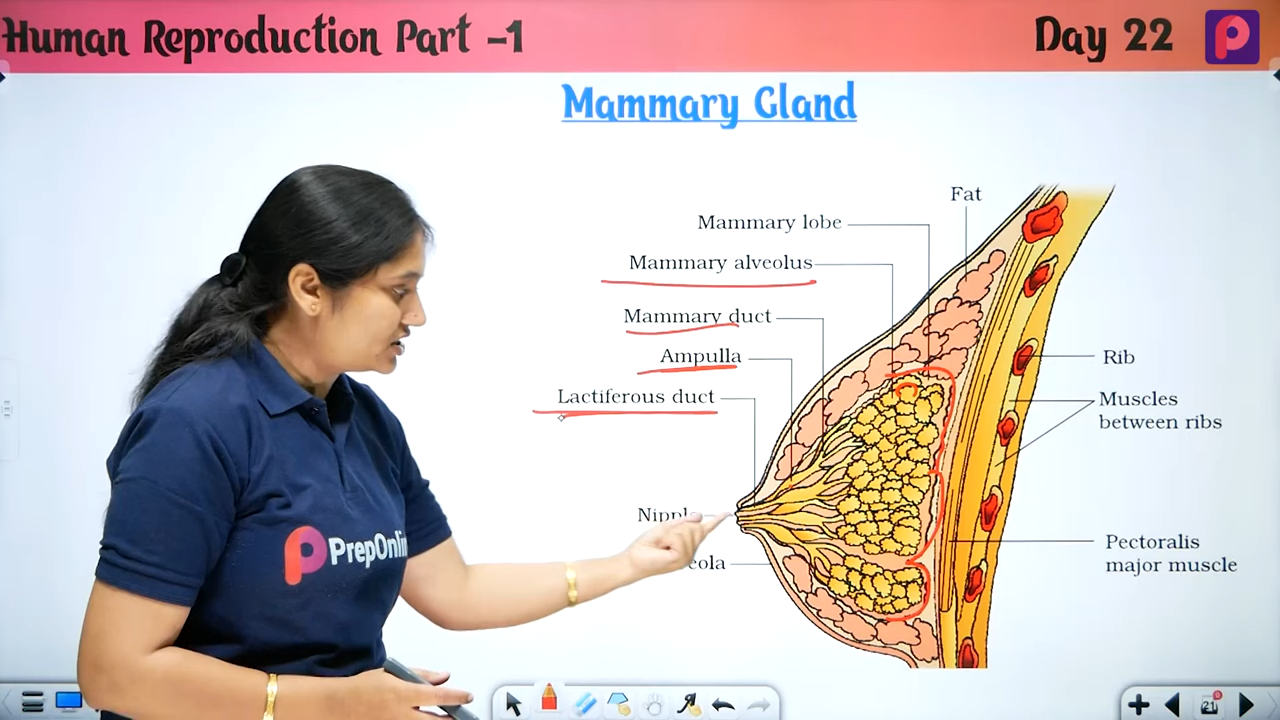 Human Reproduction Part -1
Day 22
Mammary Gland
Fat
Mammary lobe
Mammary alveolus
Mammary duct
Ampulla
Lactiferous duct
Rib
Muscles
between ribs
Pectoralis
major muscle
21